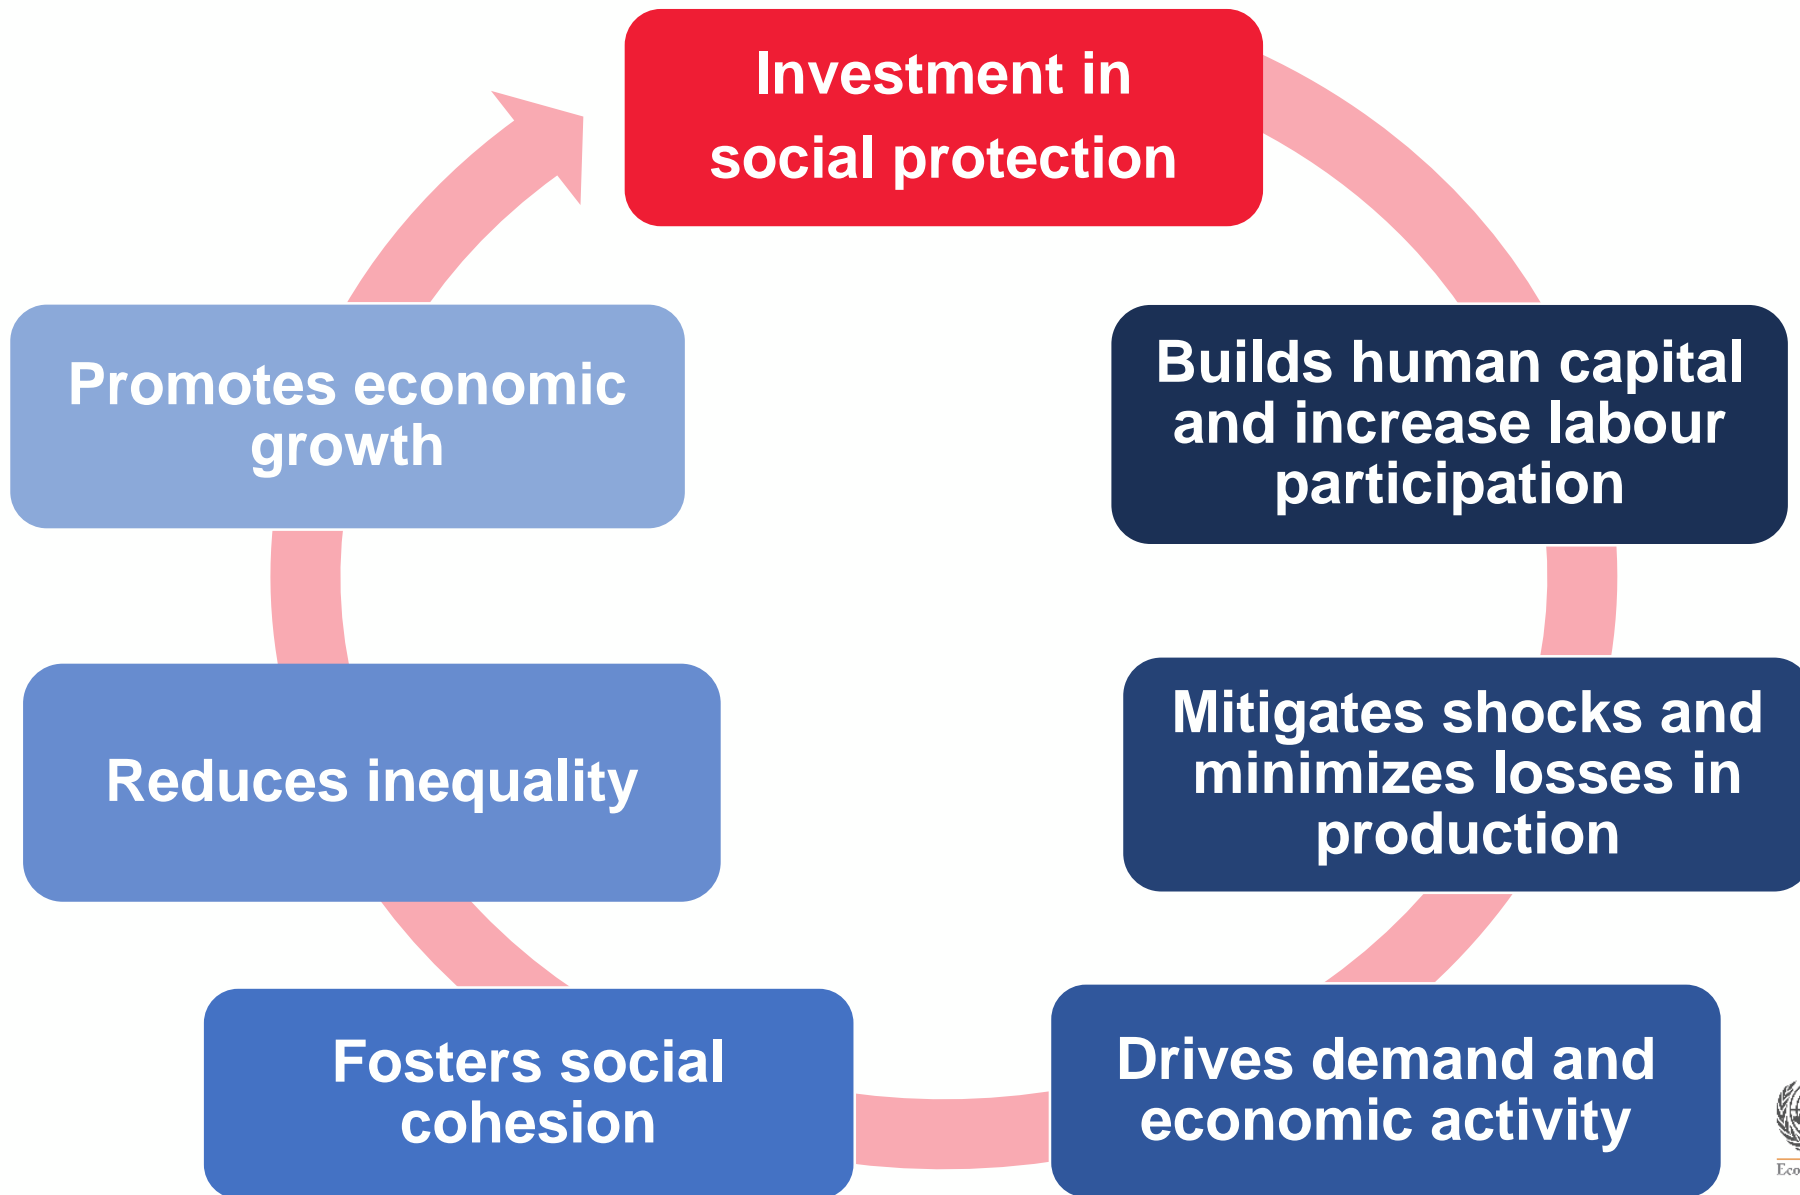 Investment in
social protection
Builds human capital
and increase labour
participation
Mitigates shocks and
minimizes losses in
production
Drives demand and
economic activity
Fosters social
cohesion
Reduces inequality
Promotes economic
growth